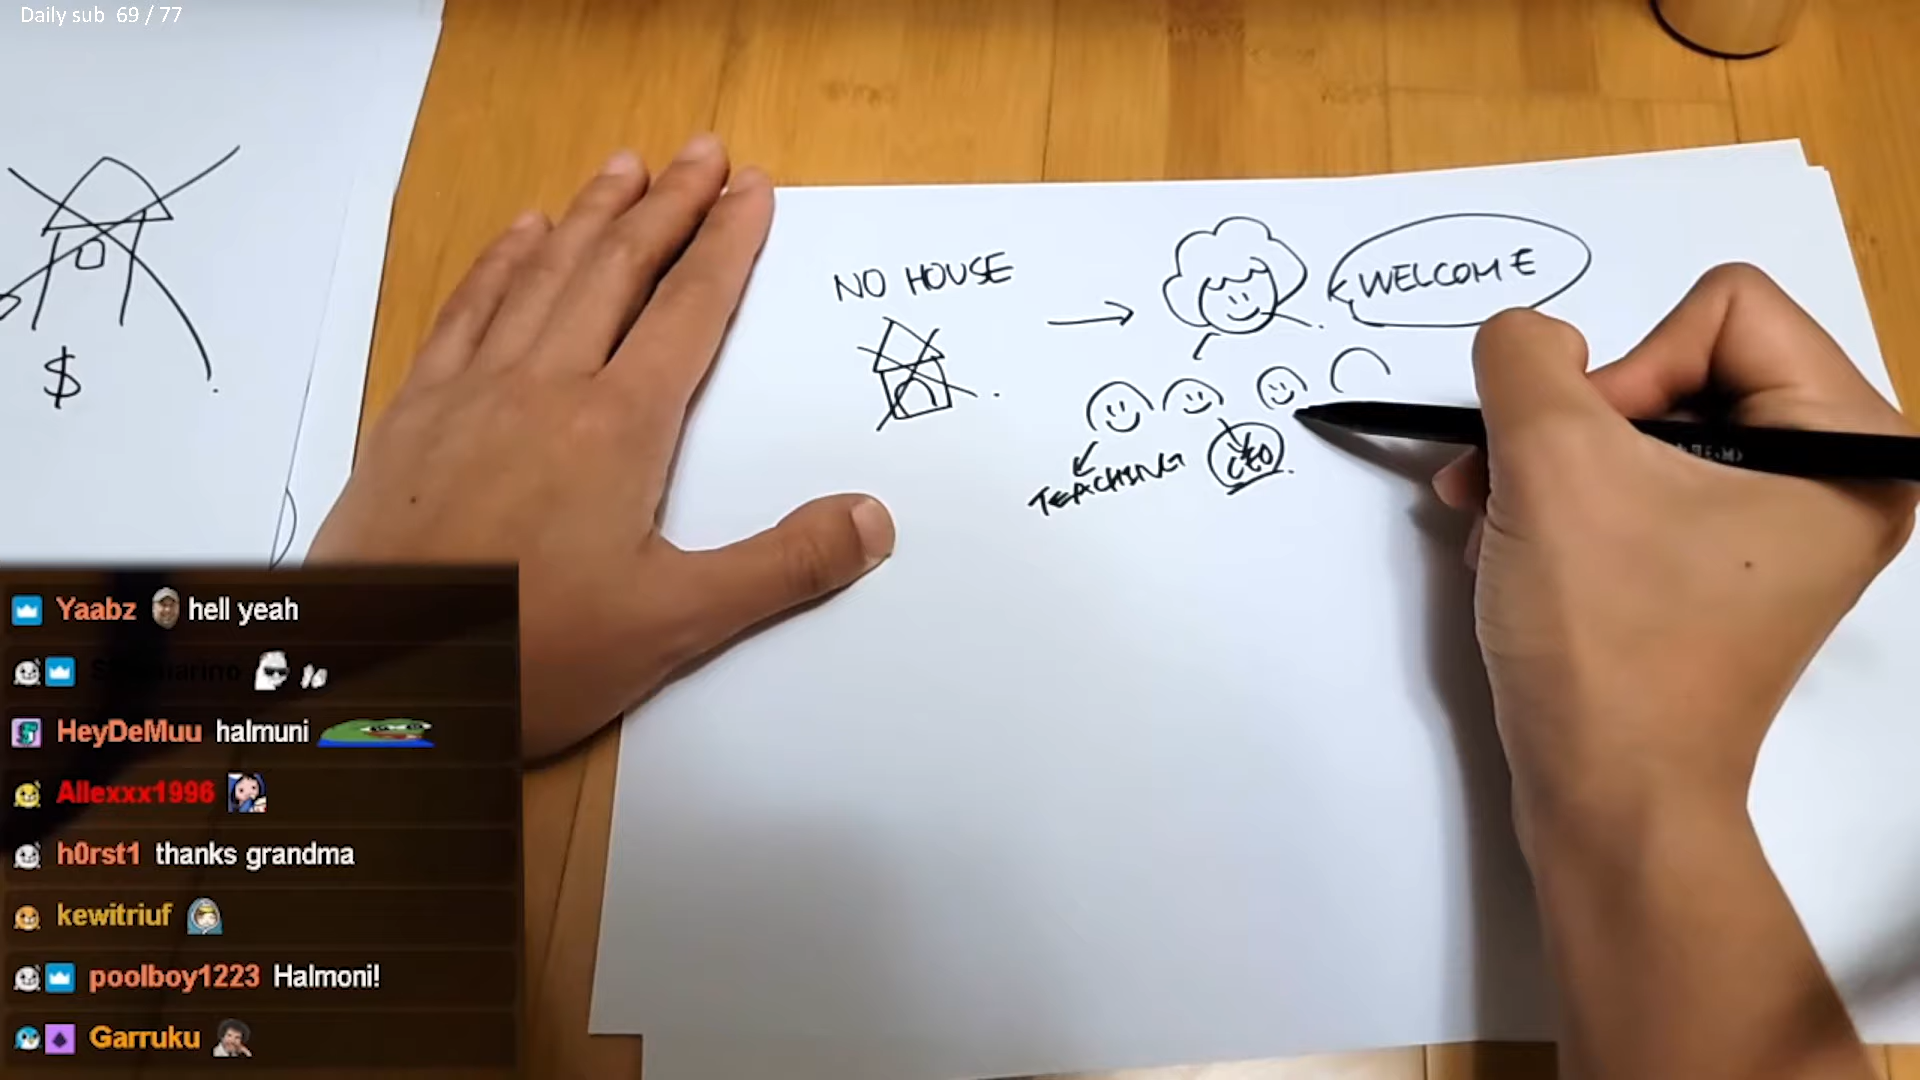 Daily sub 69 / 77
$
NO HOUSE
WELCOME
TEACHING
CEO
Yaabz hell yeah
HeyDeMuu halmuni
Allexxx1996
h0rst1 thanks grandma
kewitriuf
poolboy1223 Halmoni!
Garruku